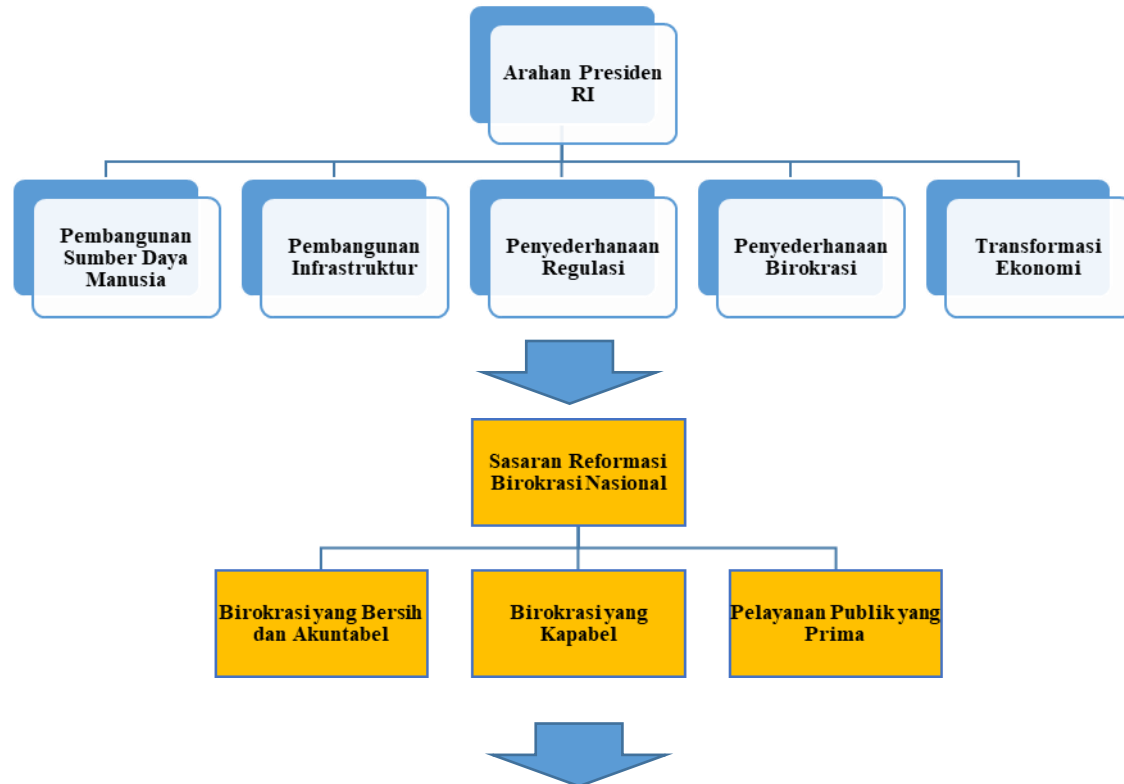 Arahan Presiden
RI
Pembangunan
Sumber Daya
Manusia
Pembangunan
Infrastruktur
Penyederhanaan
Regulasi
Penyederhanaan
Birokrasi
Transformasi
Ekonomi
Sasaran Reformasi
Birokrasi Nasional
Birokrasi yang Bersih
dan Akuntabel
Birokrasi yang
Kapabel
Pelayanan Publik yang
Prima